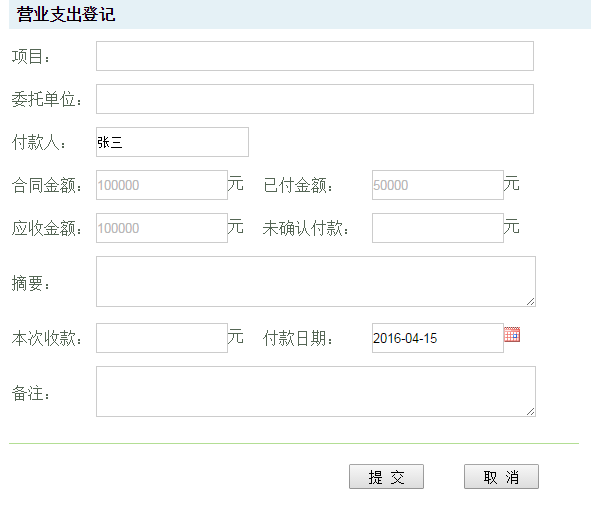 营业支出登记
项目：
委托单位：
付款人： 张三
合同金额： 100000 元 已付金额： 50000 元
应收金额： 100000 元 未确认付款： 元
摘要：
本次收款： 元 付款日期： 2016-04-15
备注：
提 交 取 消